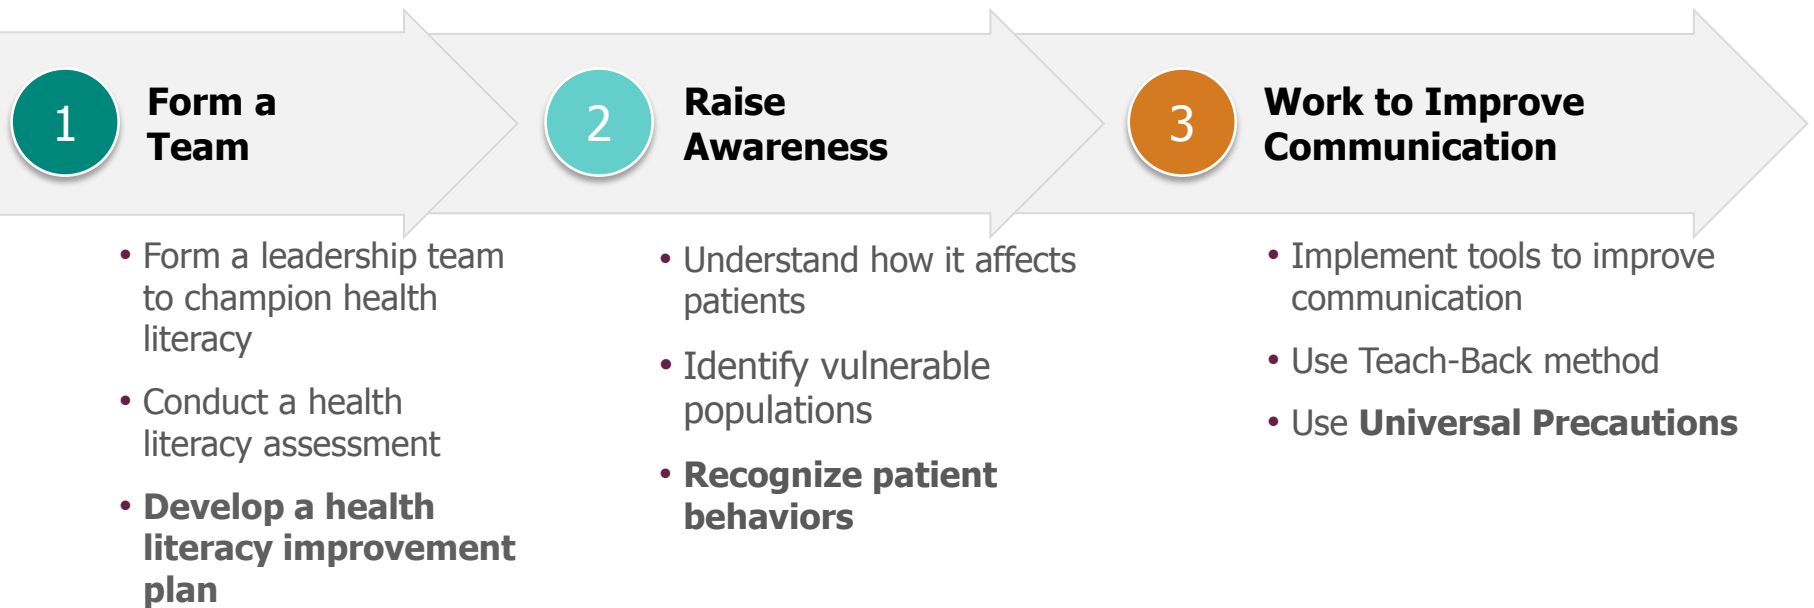 1
Form a
Team
• Form a leadership team
to champion health
literacy
• Conduct a health
literacy assessment
• Develop a health
literacy improvement
plan
2
Raise
Awareness
• Understand how it affects
patients
• Identify vulnerable
populations
• Recognize patient
behaviors
3
Work to Improve
Communication
• Implement tools to improve
communication
• Use Teach-Back method
• Use Universal Precautions